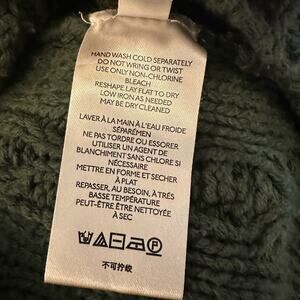 HAND WASH COLD SEPARATELY
DO NOT WRING OR TWIST
USE ONLY NON-CHLORINE
BLEACH
RESHAPE LAY FLAT TO DRY
LOW IRON AS NEEDED
MAY BE DRY CLEANED
LAVER À LA MAIN À L'EAU FROIDE
SÉPARÉMEN
NE PAS TORDRE OU ESSORER
UTILISER UN AGENT DE
BLANCHIMENT SANS CHLORE SI
NÉCESSAIRE
METTRE EN FORME ET SECHER
À PLAT
REPASSER, AU BESOIN, À TRÈS
BASSE TEMPÉRATURE
PEUT-ÊTRE ÊTRE NETTOYÉE
À SEC
P
不可拧绞